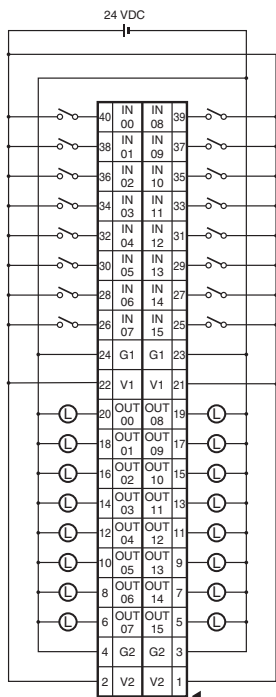 24 VDC
40 IN 00 IN 08 39
38 IN 01 IN 09 37
36 IN 02 IN 10 35
34 IN 03 IN 11 33
32 IN 04 IN 12 31
30 IN 05 IN 13 29
28 IN 06 IN 14 27
26 IN 07 IN 15 25
24 G1 G1 23
22 V1 V1 21
L 20 OUT 00 OUT 08 19 L
L 18 OUT 01 OUT 09 17 L
L 16 OUT 02 OUT 10 15 L
L 14 OUT 03 OUT 11 13 L
L 12 OUT 04 OUT 12 11 L
L 10 OUT 05 OUT 13 9 L
L 8 OUT 06 OUT 14 7 L
L 6 OUT 07 OUT 15 5 L
4 G2 G2 3
2 V2 V2 1